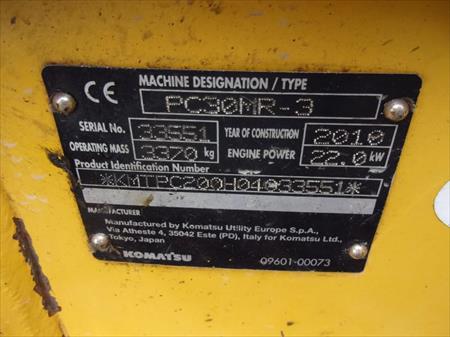 CE
MACHINE DESIGNATION / TYPE
PC30MR-3
SERIAL No. 33551 YEAR OF CONSTRUCTION 2010
OPERATING MASS 3370 kg ENGINE POWER 22.0 kW
Product Identification Number
MANUFACTURER
Manufactured by Komatsu Utility Europe S.p.A.,
Via Atheste 4, 35042 Este (PD), Italy for Komatsu Ltd.,
Tokyo, Japan
KOMATSU 09601-00073